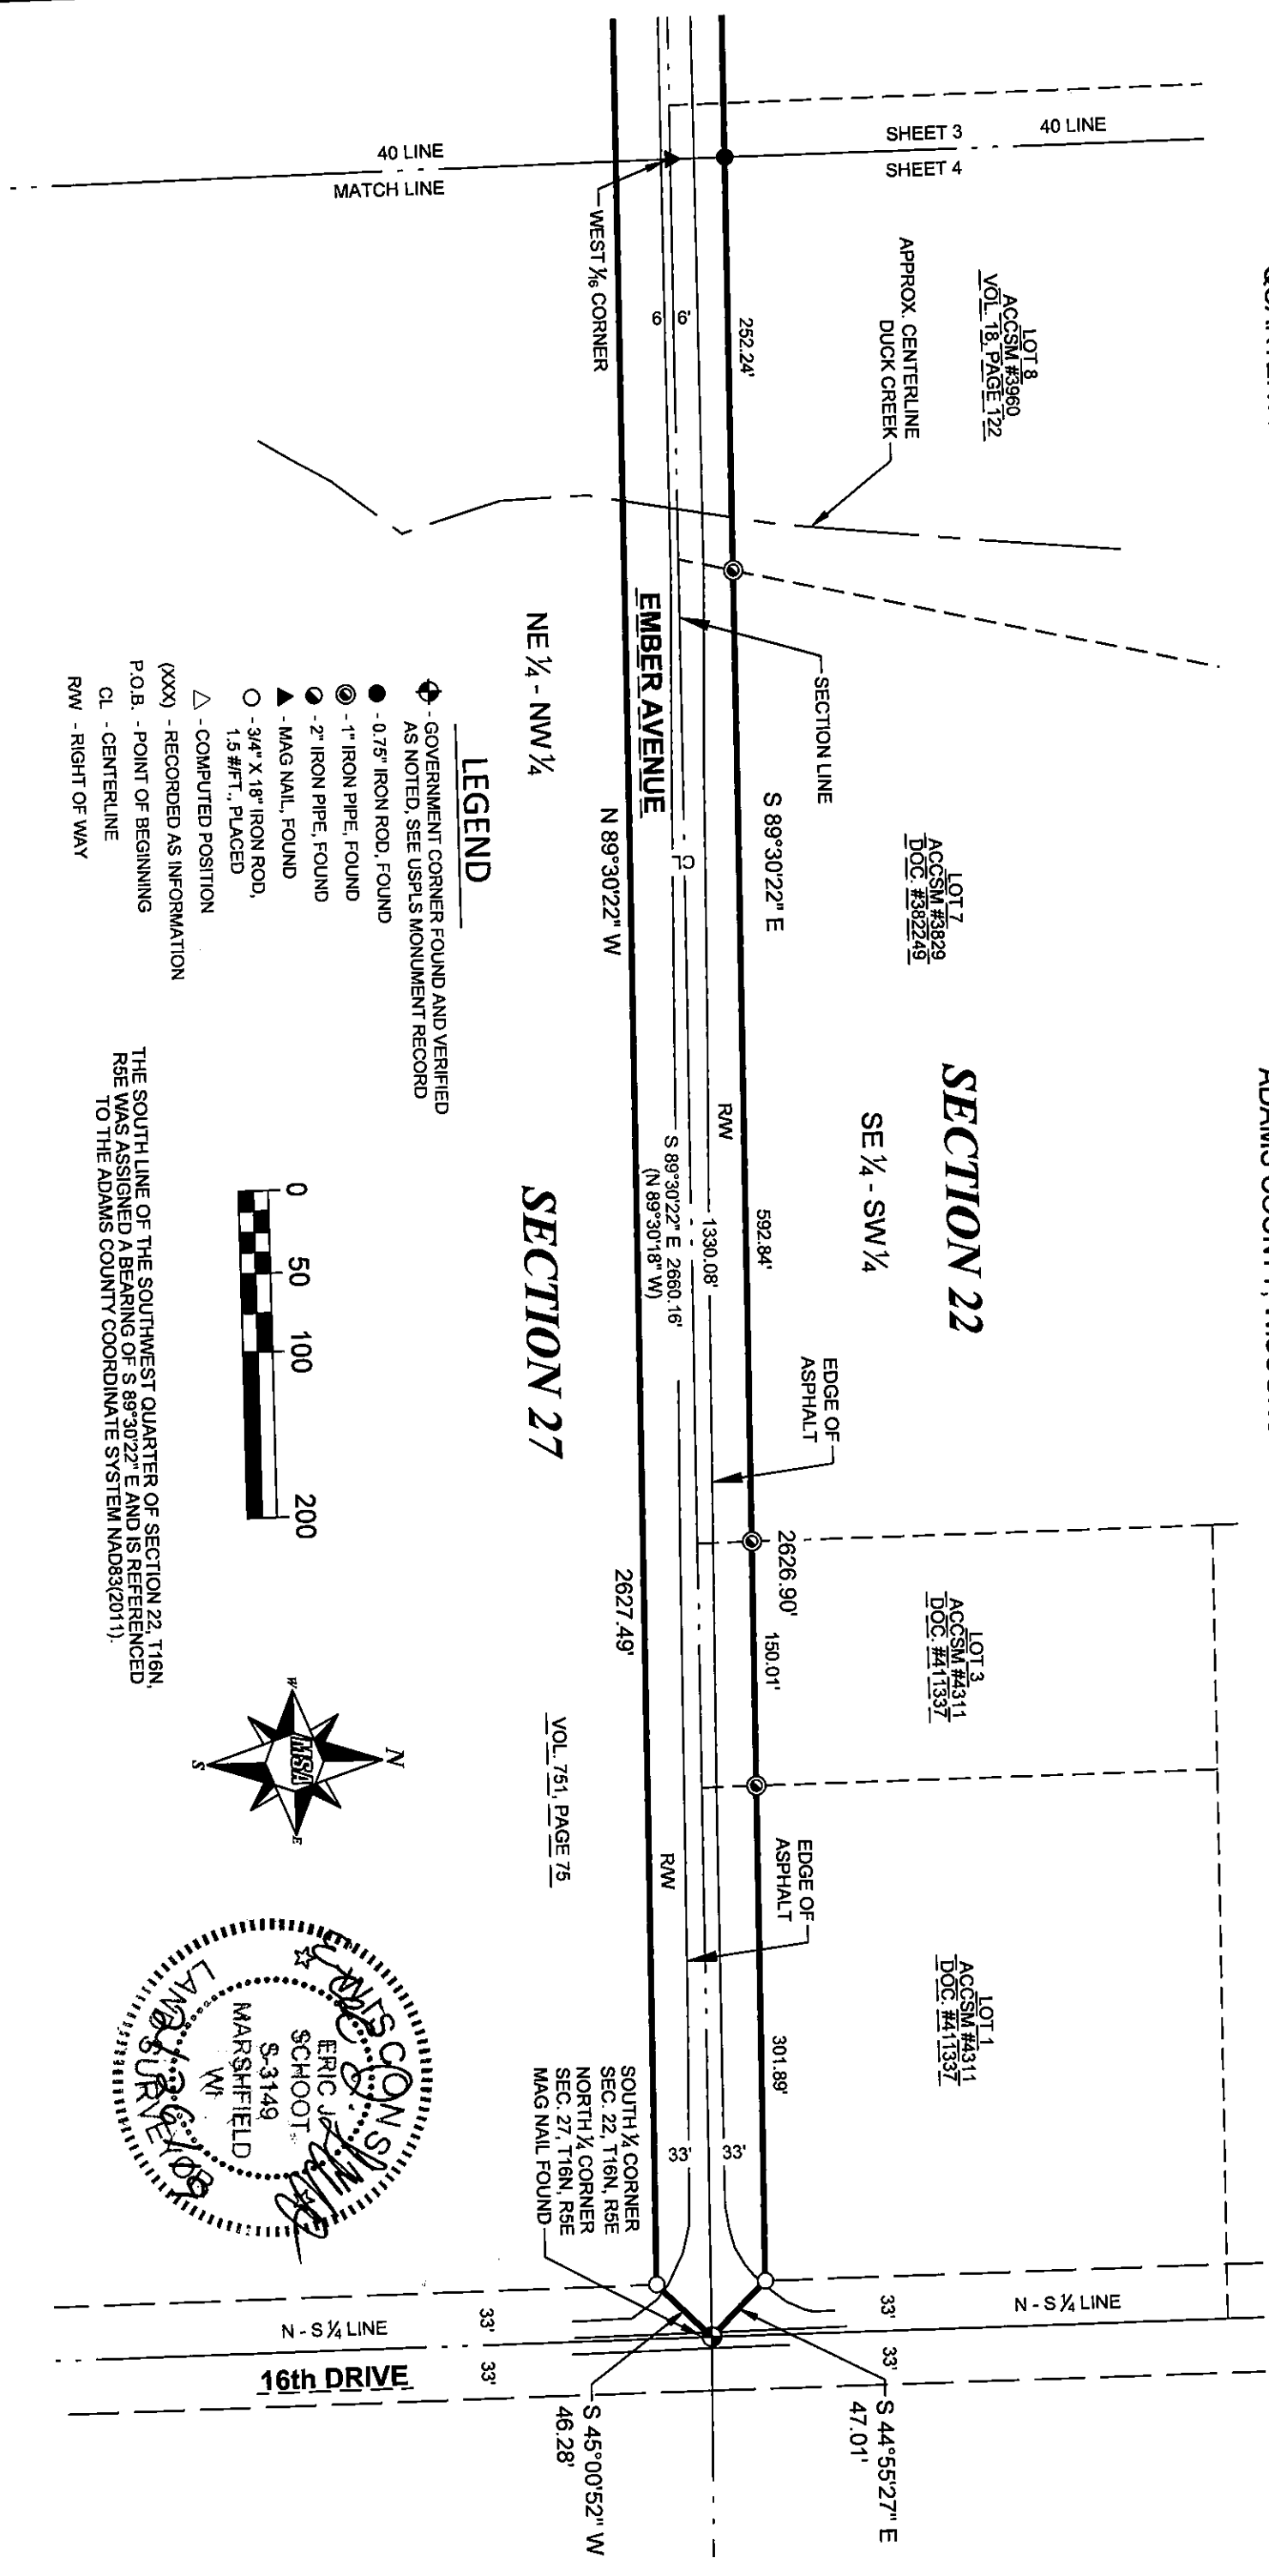 40 LINE
MATCH LINE
SHEET 3
40 LINE
SHEET 4
WEST 1/16 CORNER
LOT 8
ACCSM #3960
VOL. 18, PAGE 122
APPROX. CENTERLINE
DUCK CREEK
252.24'
6'
6
SECTION LINE
EMBER AVENUE
NE ¼ - NW ¼
S 89°30'22" E
N 89°30'22" W
CL
LOT 7
ACCSM #3829
DOC. #382249
SECTION 22
SE ¼ - SW ¼
R/W
592.84'
1330.08'
S 89°30'22" E 2660.16'
(N 89°30'18" W)
SECTION 27
EDGE OF
ASPHALT
2626.90'
150.01'
2627.49'
LOT 3
ACCSM #4311
DOC. #411337
EDGE OF
ASPHALT
R/W
VOL. 751, PAGE 75
LOT 1
ACCSM #4311
DOC. #411337
301.89'
33'
33'
SOUTH ¼ CORNER
SEC. 22, T16N, R5E
NORTH ¼ CORNER
SEC. 27, T16N, R5E
MAG NAIL FOUND
N - S ¼ LINE
33'
33'
N - S ¼ LINE
33'
33'
16th DRIVE
S 44°55'27" E
47.01'
S 45°00'52" W
46.28'
LEGEND
- GOVERNMENT CORNER FOUND AND VERIFIED
AS NOTED, SEE USPLS MONUMENT RECORD
- 0.75" IRON ROD, FOUND
- 1" IRON PIPE, FOUND
- 2" IRON PIPE, FOUND
- MAG NAIL, FOUND
- 3/4" X 18" IRON ROD,
1.5 #/FT., PLACED
- COMPUTED POSITION
(XXX) - RECORDED AS INFORMATION
P.O.B. - POINT OF BEGINNING
CL - CENTERLINE
R/W - RIGHT OF WAY
0 50 100 200
THE SOUTH LINE OF THE SOUTHWEST QUARTER OF SECTION 22, T16N,
R5E WAS ASSIGNED A BEARING OF S 89°30'22" E AND IS REFERENCED
TO THE ADAMS COUNTY COORDINATE SYSTEM NAD83(2011).
N
W
MSA
E
S
WISCONSIN
ERIC J.
SCHOOT
S-3149
MARSHFIELD
WI
LAND SURVEYOR